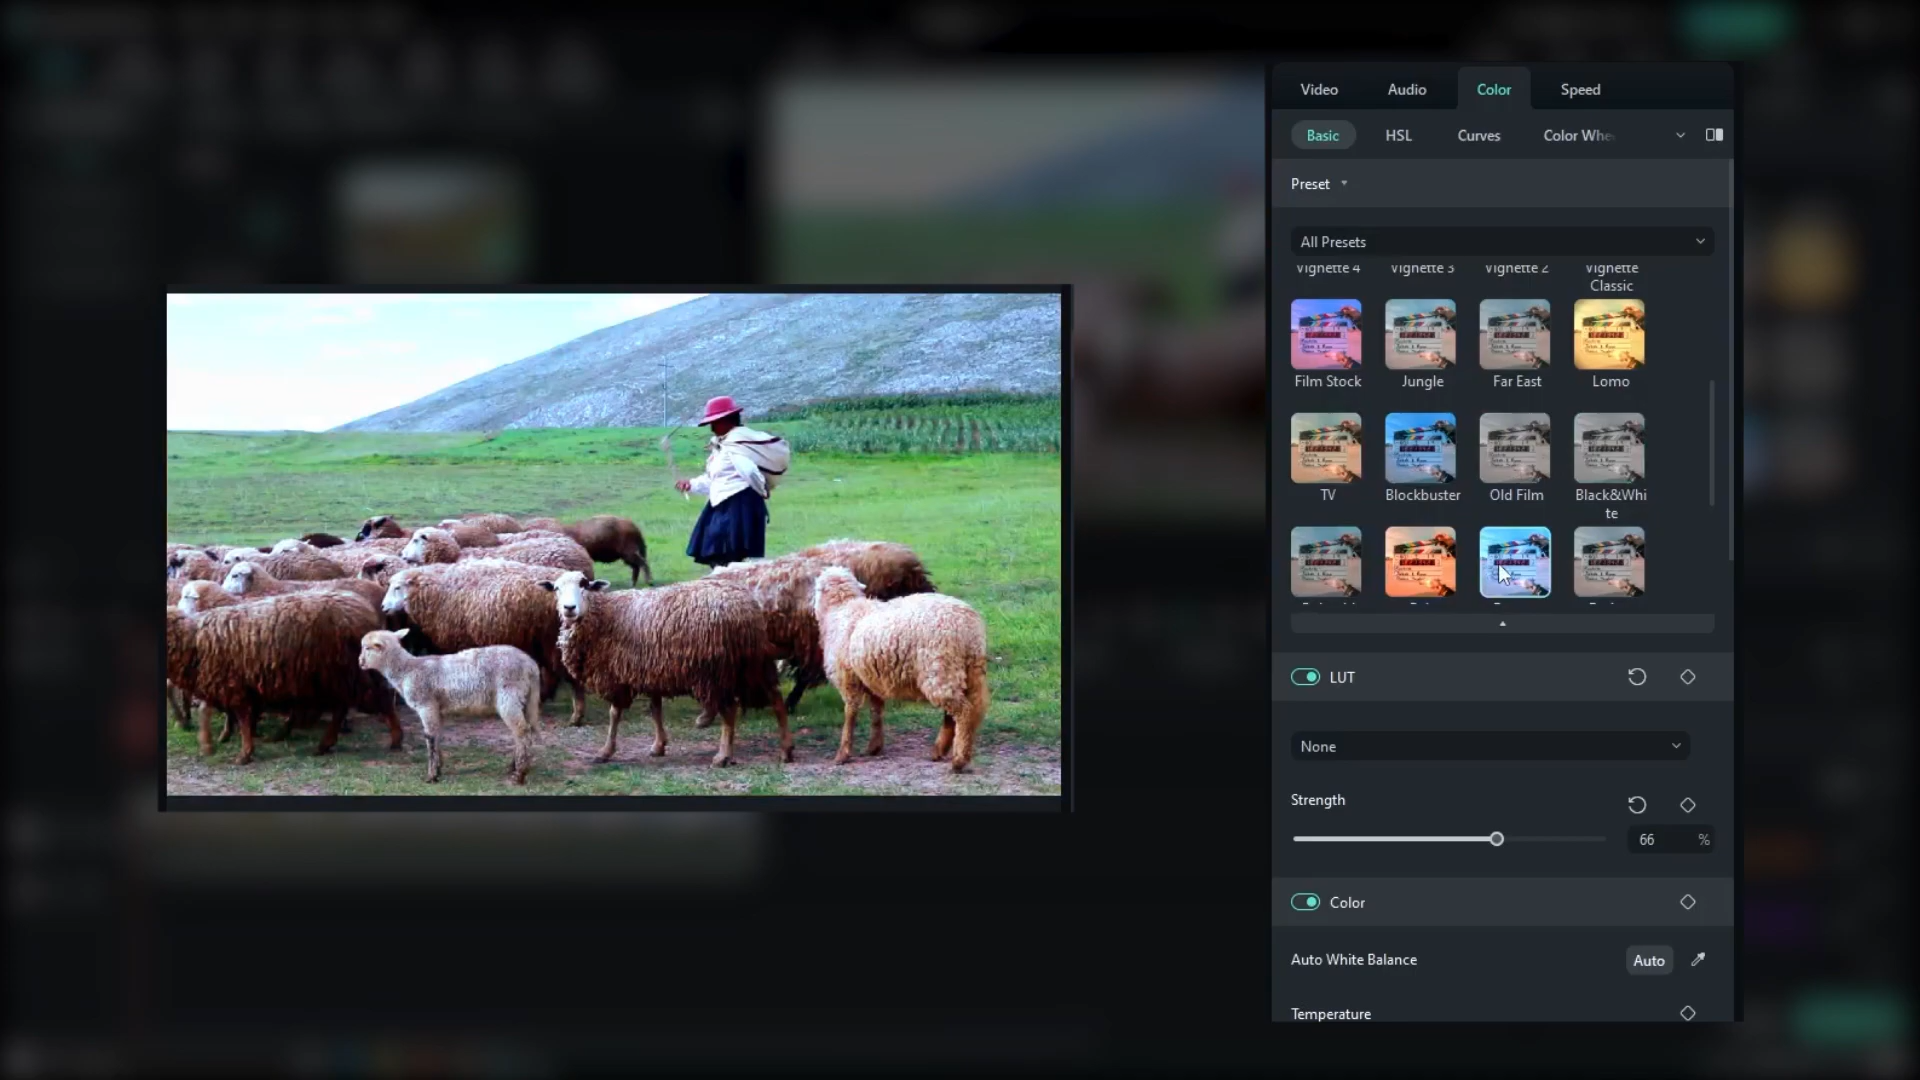 Video Audio Color Speed
Basic HSL Curves Color Whe
Preset
All Presets
Vignette 4 Vignette 3 Vignette 2 Vignette
Classic
Film Stock Jungle Far East Lomo
TV Blockbuster Old Film Black&Whi
te
LUT
None
Strength
66 %
Color
Auto White Balance Auto
Temperature